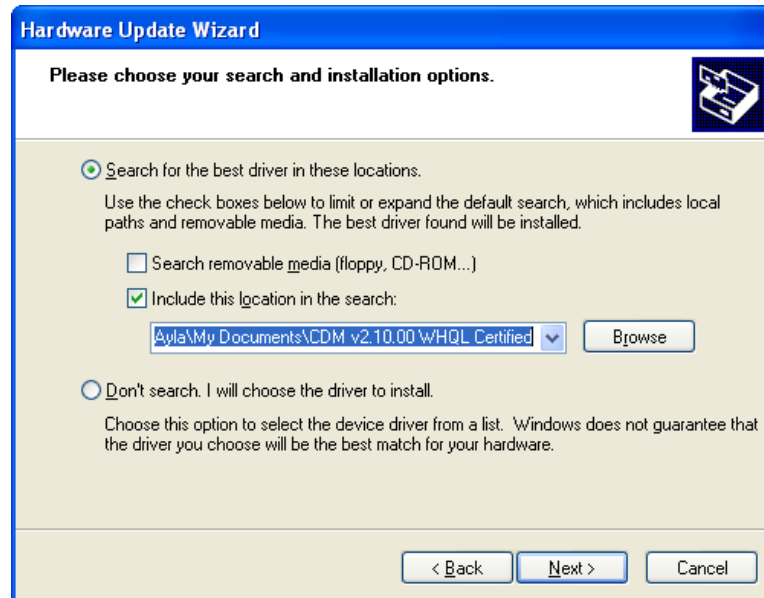 Hardware Update Wizard
Please choose your search and installation options.
Search for the best driver in these locations.
Use the check boxes below to limit or expand the default search, which includes local
paths and removable media. The best driver found will be installed.
Search removable media (floppy, CD-ROM...)
Include this location in the search:
Ayla\My Documents\CDM v2.10.00 WHQL Certified
Browse
Don't search. I will choose the driver to install.
Choose this option to select the device driver from a list. Windows does not guarantee that
the driver you choose will be the best match for your hardware.
< Back Next > Cancel